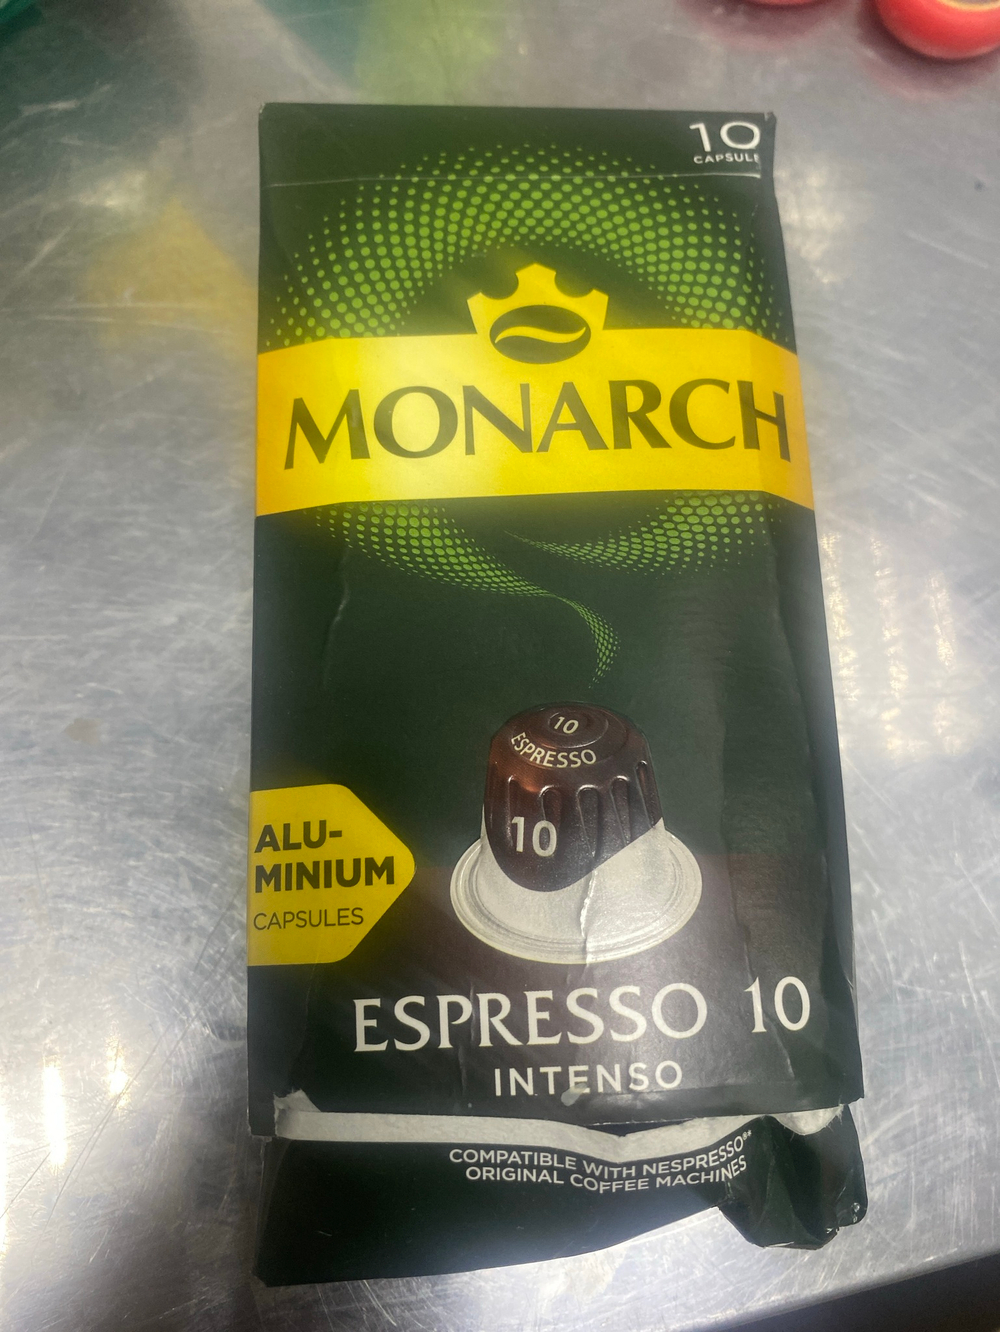 10
CAPSULE
MONARCH
10
ESPRESSO
10
ALU-
MINIUM
CAPSULES
ESPRESSO 10
INTENSO
COMPATIBLE WITH NESPRESSO®*
ORIGINAL COFFEE MACHINES